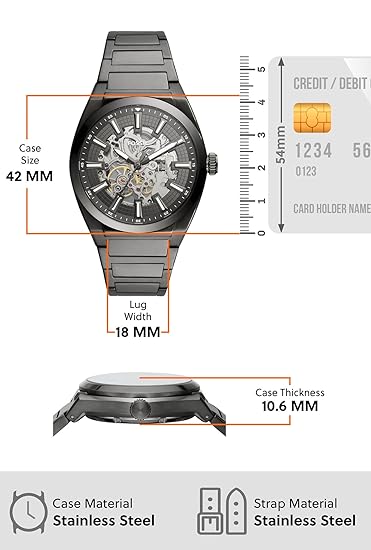 5
4
3
2
1
0
54mm
CREDIT / DEBIT
1234 56
0123
CARD HOLDER NAME
Case
Size
42 MM
Lug
Width
18 MM
Case Thickness
10.6 MM
Case Material
Stainless Steel
Strap Material
Stainless Steel